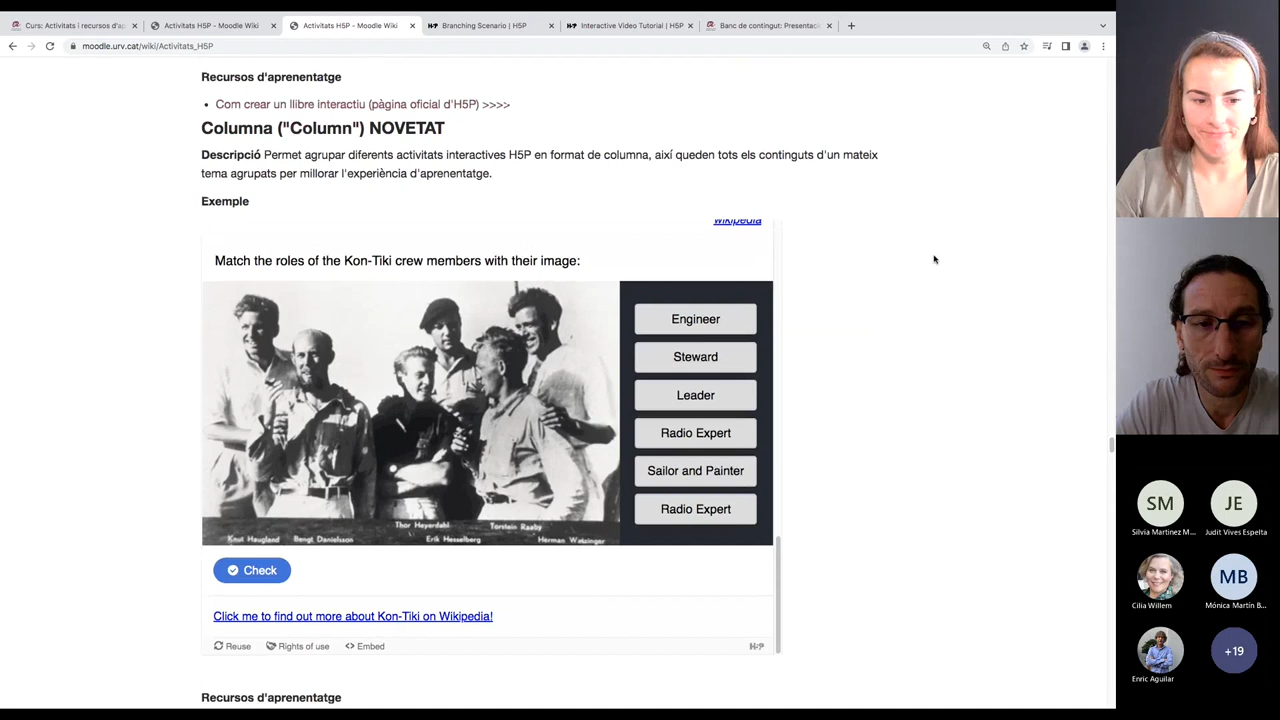 Curs: Activitats i recursos d'ap
Activitats H5P - Moodle Wiki
Activitats H5P - Moodle Wiki
Branching Scenario | H5P
Interactive Video Tutorial | H5P
Banc de contingut: Presentac
moodle.urv.cat/wiki/Activitats_H5P
Recursos d'aprenentatge
• Com crear un llibre interactiu (pàgina oficial d'H5P) >>>>
Columna ("Column") NOVETAT
Descripció Permet agrupar diferents activitats interactives H5P en format de columna, així queden tots els continguts d'un mateix
tema agrupats per millorar l'experiència d'aprenentatge.
Exemple
wikipedia
Match the roles of the Kon-Tiki crew members with their image:
Engineer
Steward
Leader
Radio Expert
Sailor and Painter
Radio Expert
Thor Heyerdahl
Torstein Raaby
Knut Haugland
Bengt Danielsson
Erik Hesselberg
Herman Watzinger
Check
Click me to find out more about Kon-Tiki on Wikipedia!
Reuse
Rights of use
<> Embed
H5P
Recursos d'aprenentatge
SM
JE
Silvia Martinez M...
Judit Vives Espelta
MB
Cilia Willem
Mònica Martín B...
+19
Enric Aguilar